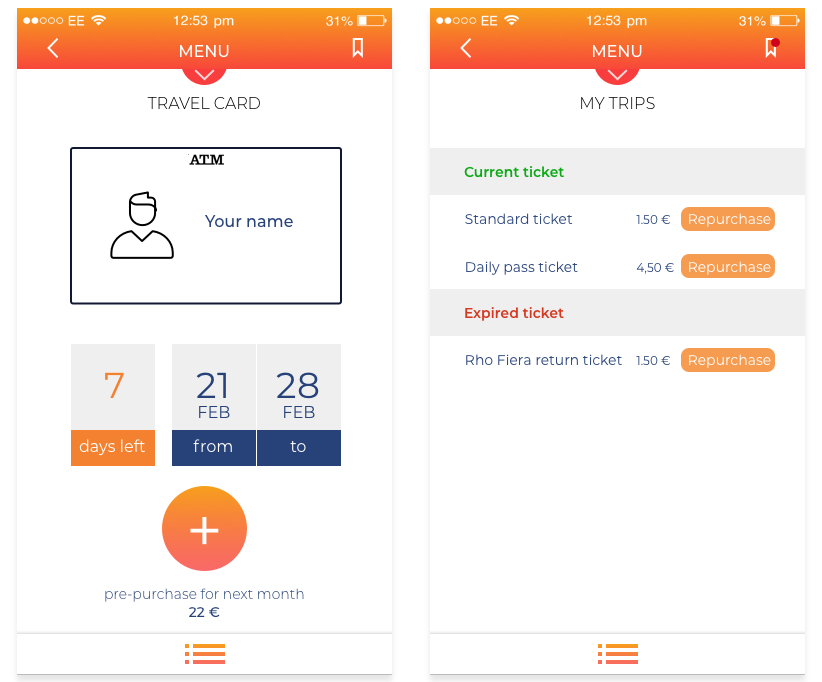 EE 12:53 pm 31%
MENU
TRAVEL CARD
ATM
Your name
7
days left
21
FEB
from
28
FEB
to
+
pre-purchase for next month
22 €
EE 12:53 pm 31%
MENU
MY TRIPS
Current ticket
Standard ticket 1.50 € Repurchase
Daily pass ticket 4,50 € Repurchase
Expired ticket
Rho Fiera return ticket 1.50 € Repurchase